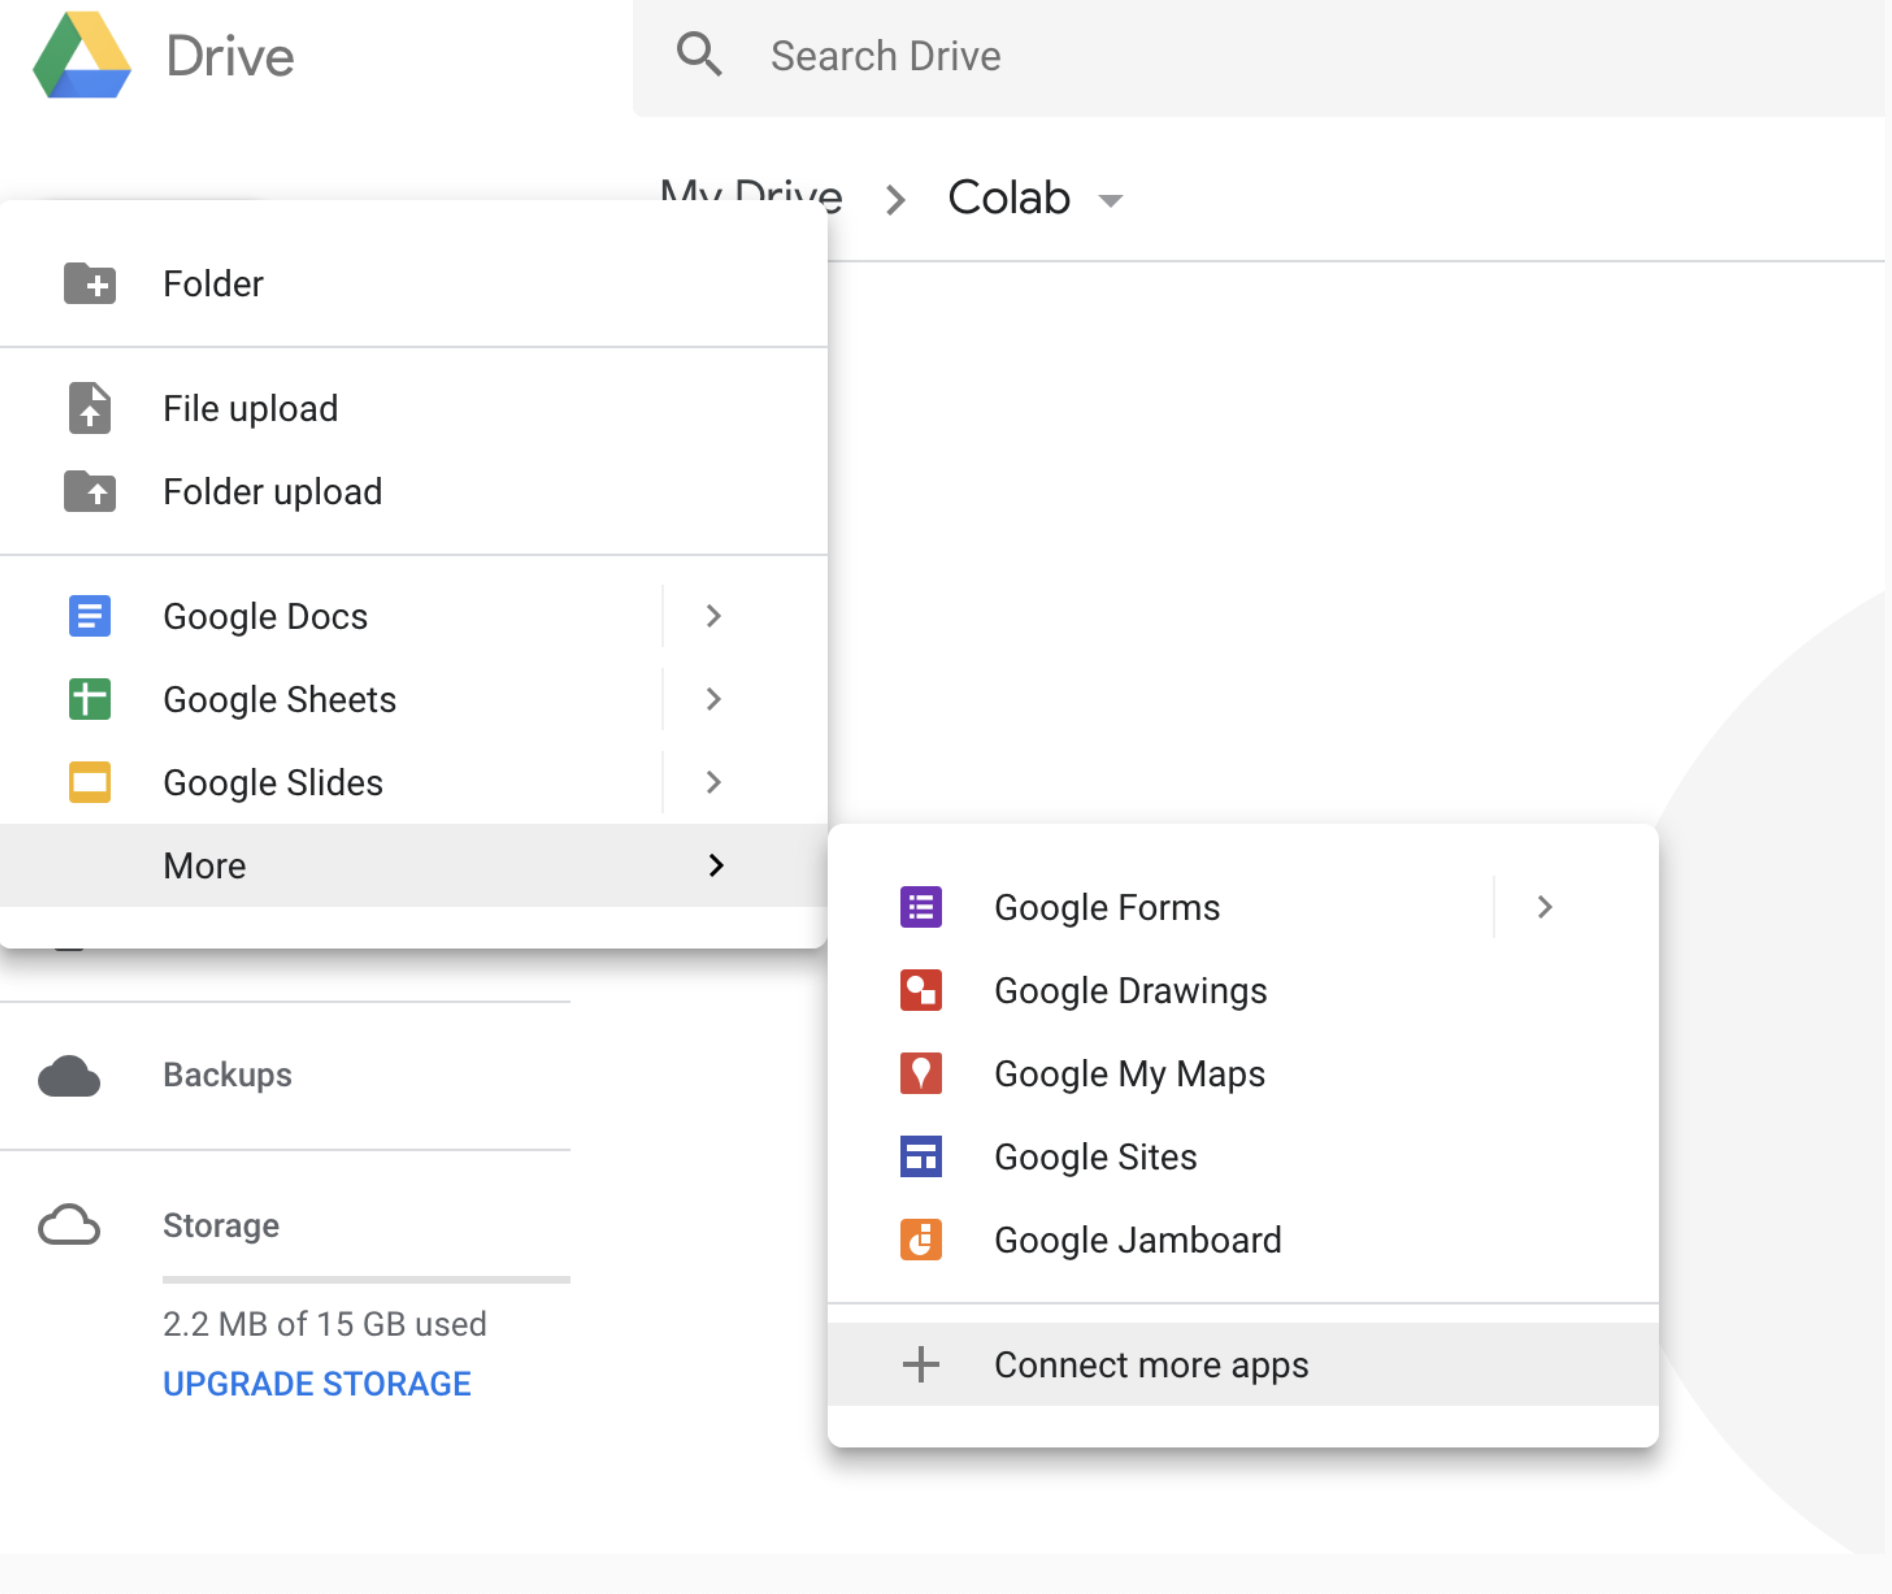 Drive
Search Drive
My Drive
Colab
Folder
File upload
Folder upload
Google Docs
Google Sheets
Google Slides
More
Google Forms
Google Drawings
Google My Maps
Google Sites
Google Jamboard
Connect more apps
Backups
Storage
2.2 MB of 15 GB used
UPGRADE STORAGE